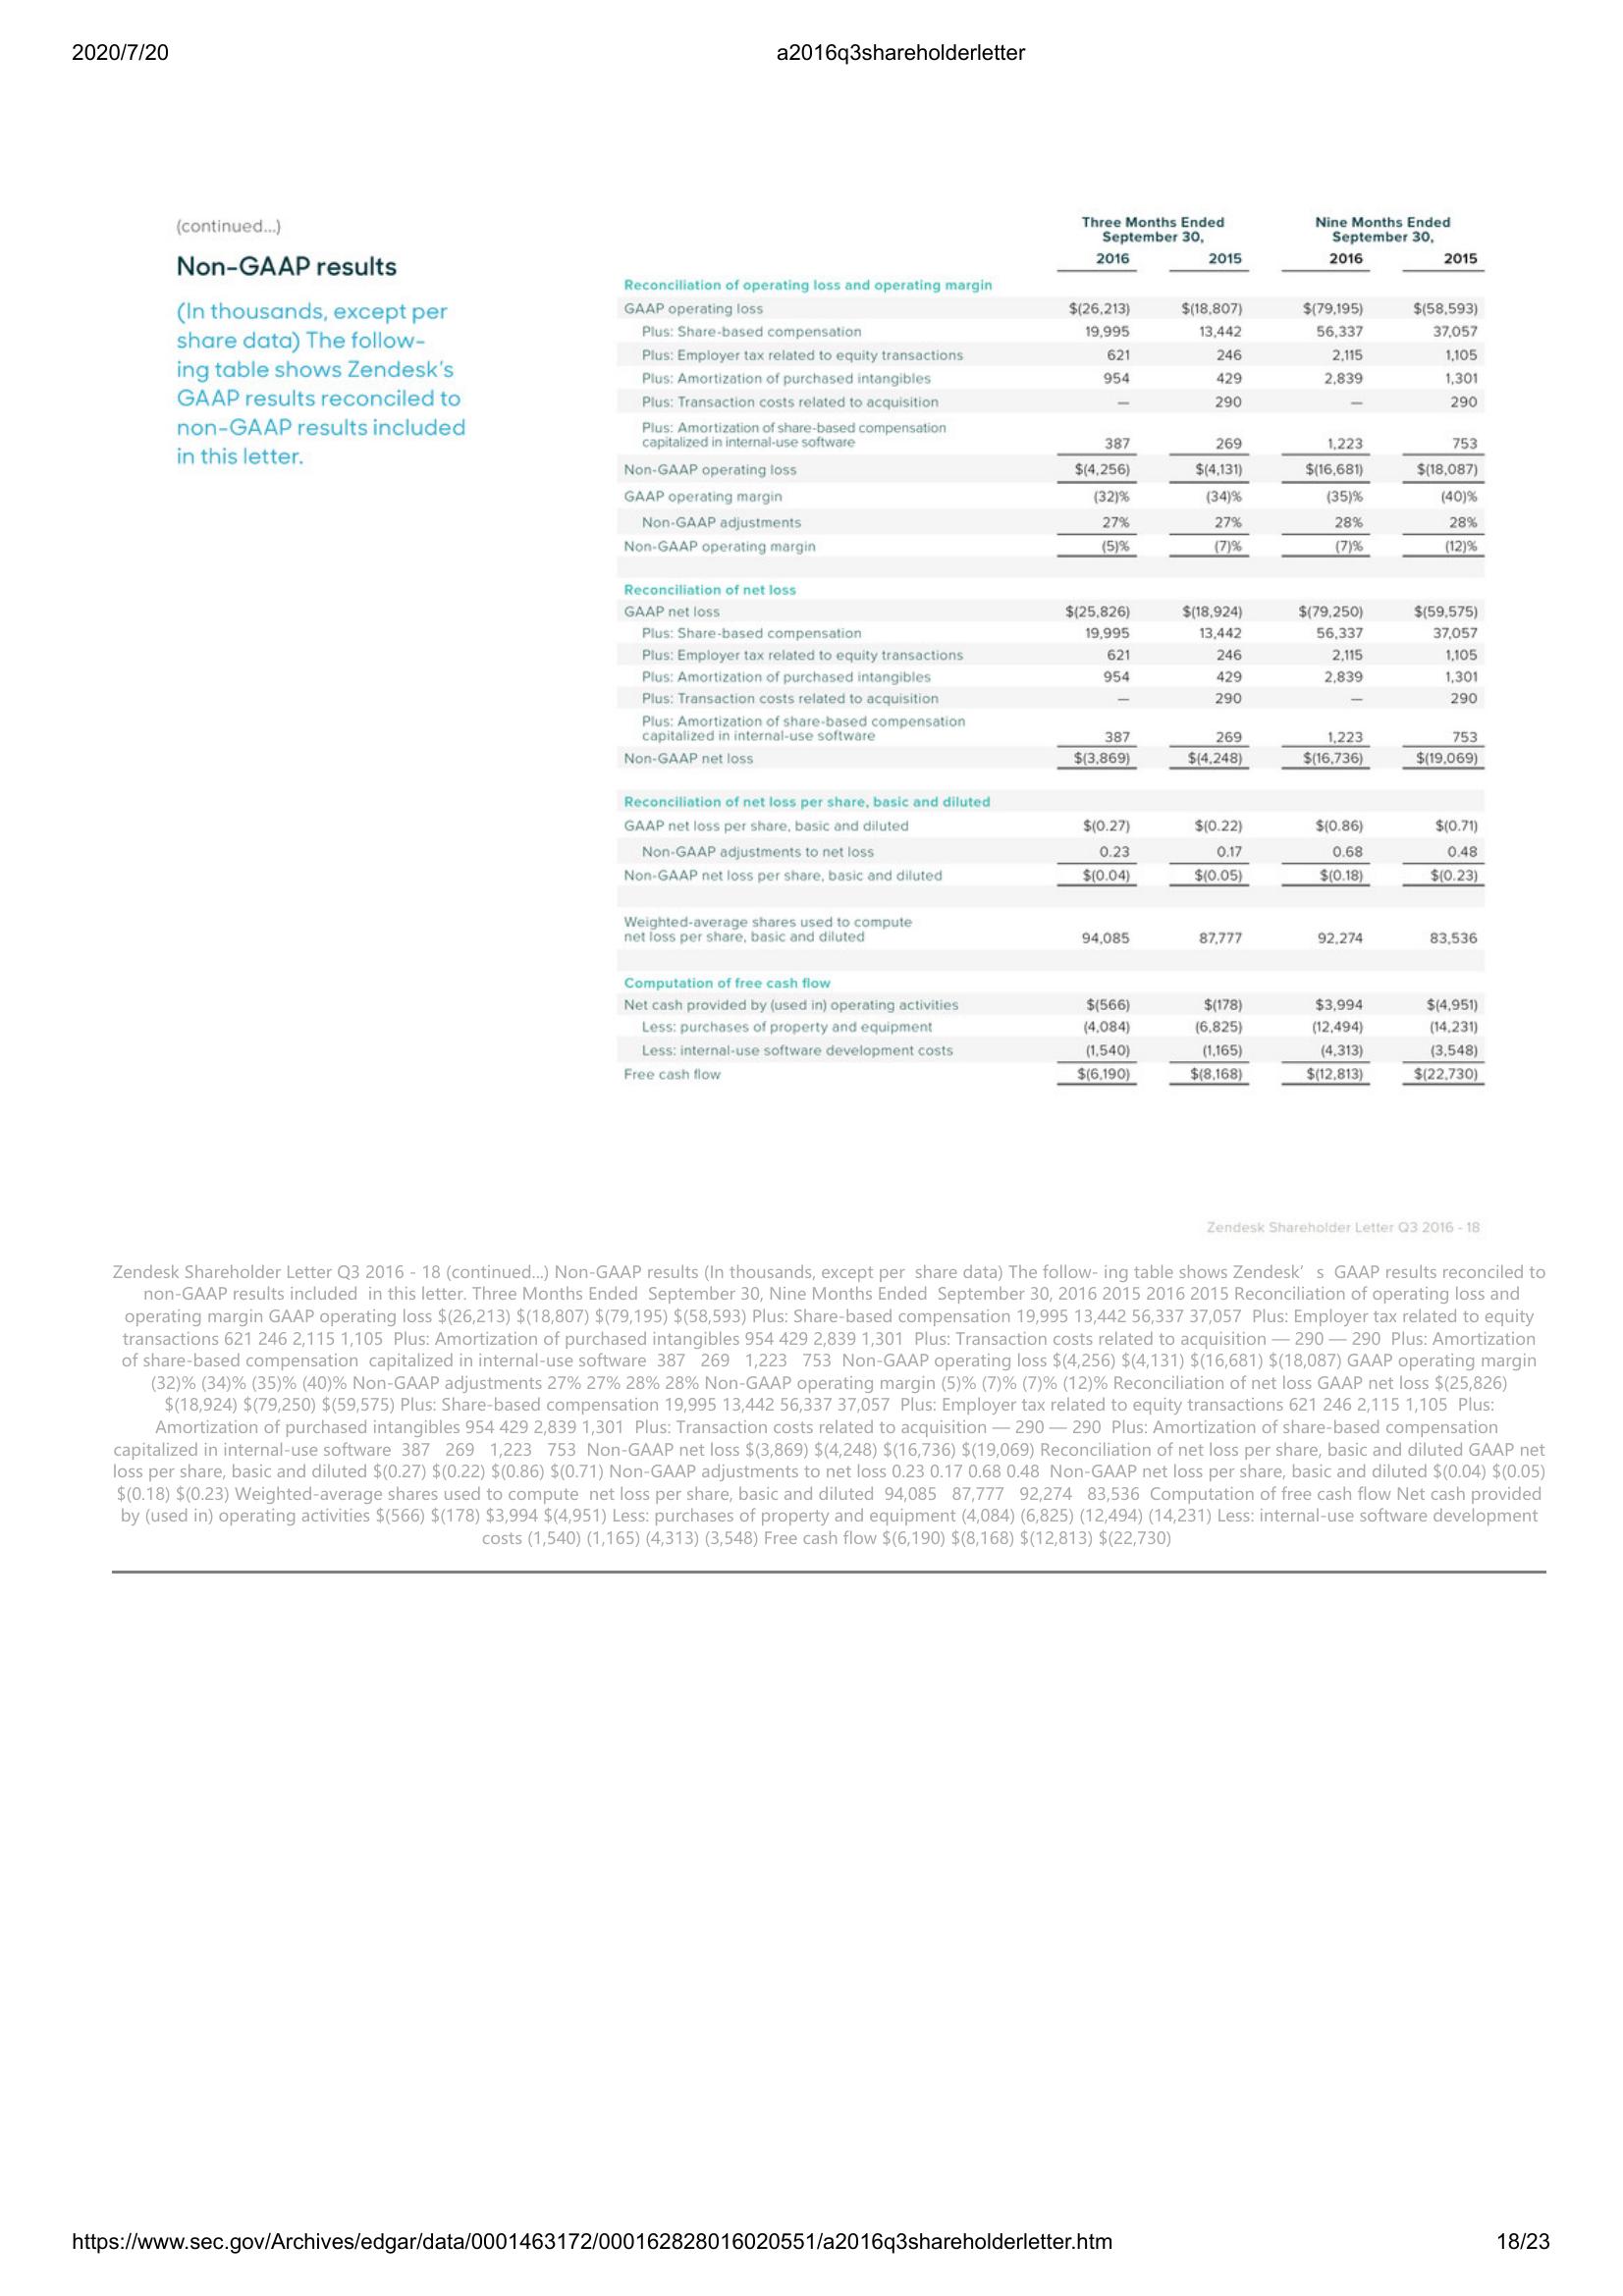 2020/7/20 a2016q3shareholderletter
(continued...)
Non-GAAP results
(In thousands, except per
share data) The follow-
ing table shows Zendesk's
GAAP results reconciled to
non-GAAP results included
in this letter.
Three Months Ended Nine Months Ended
September 30, September 30,
2016 2015 2016 2015
Reconciliation of operating loss and operating margin
GAAP operating loss $(26,213) $(18,807) $(79,195) $(58,593)
Plus: Share-based compensation 19,995 13,442 56,337 37,057
Plus: Employer tax related to equity transactions 621 246 2,115 1,105
Plus: Amortization of purchased intangibles 954 429 2,839 1,301
Plus: Transaction costs related to acquisition — 290 — 290
Plus: Amortization of share-based compensation
capitalized in internal-use software 387 269 1,223 753
Non-GAAP operating loss $(4,256) $(4,131) $(16,681) $(18,087)
GAAP operating margin (32)% (34)% (35)% (40)%
Non-GAAP adjustments 27% 27% 28% 28%
Non-GAAP operating margin (5)% (7)% (7)% (12)%
Reconciliation of net loss
GAAP net loss $(25,826) $(18,924) $(79,250) $(59,575)
Plus: Share-based compensation 19,995 13,442 56,337 37,057
Plus: Employer tax related to equity transactions 621 246 2,115 1,105
Plus: Amortization of purchased intangibles 954 429 2,839 1,301
Plus: Transaction costs related to acquisition — 290 — 290
Plus: Amortization of share-based compensation
capitalized in internal-use software 387 269 1,223 753
Non-GAAP net loss $(3,869) $(4,248) $(16,736) $(19,069)
Reconciliation of net loss per share, basic and diluted
GAAP net loss per share, basic and diluted $(0.27) $(0.22) $(0.86) $(0.71)
Non-GAAP adjustments to net loss 0.23 0.17 0.68 0.48
Non-GAAP net loss per share, basic and diluted $(0.04) $(0.05) $(0.18) $(0.23)
Weighted-average shares used to compute
net loss per share, basic and diluted 94,085 87,777 92,274 83,536
Computation of free cash flow
Net cash provided by (used in) operating activities $(566) $(178) $3,994 $(4,951)
Less: purchases of property and equipment (4,084) (6,825) (12,494) (14,231)
Less: internal-use software development costs (1,540) (1,165) (4,313) (3,548)
Free cash flow $(6,190) $(8,168) $(12,813) $(22,730)
Zendesk Shareholder Letter Q3 2016 - 18
Zendesk Shareholder Letter Q3 2016 - 18 (continued...) Non-GAAP results (In thousands, except per share data) The follow- ing table shows Zendesk’ s GAAP results reconciled to
non-GAAP results included in this letter. Three Months Ended September 30, Nine Months Ended September 30, 2016 2015 2016 2015 Reconciliation of operating loss and
operating margin GAAP operating loss $(26,213) $(18,807) $(79,195) $(58,593) Plus: Share-based compensation 19,995 13,442 56,337 37,057 Plus: Employer tax related to equity
transactions 621 246 2,115 1,105 Plus: Amortization of purchased intangibles 954 429 2,839 1,301 Plus: Transaction costs related to acquisition — 290 — 290 Plus: Amortization
of share-based compensation capitalized in internal-use software 387 269 1,223 753 Non-GAAP operating loss $(4,256) $(4,131) $(16,681) $(18,087) GAAP operating margin
(32)% (34)% (35)% (40)% Non-GAAP adjustments 27% 27% 28% 28% Non-GAAP operating margin (5)% (7)% (7)% (12)% Reconciliation of net loss GAAP net loss $(25,826)
$(18,924) $(79,250) $(59,575) Plus: Share-based compensation 19,995 13,442 56,337 37,057 Plus: Employer tax related to equity transactions 621 246 2,115 1,105 Plus:
Amortization of purchased intangibles 954 429 2,839 1,301 Plus: Transaction costs related to acquisition — 290 — 290 Plus: Amortization of share-based compensation
capitalized in internal-use software 387 269 1,223 753 Non-GAAP net loss $(3,869) $(4,248) $(16,736) $(19,069) Reconciliation of net loss per share, basic and diluted GAAP net
loss per share, basic and diluted $(0.27) $(0.22) $(0.86) $(0.71) Non-GAAP adjustments to net loss 0.23 0.17 0.68 0.48 Non-GAAP net loss per share, basic and diluted $(0.04) $(0.05)
$(0.18) $(0.23) Weighted-average shares used to compute net loss per share, basic and diluted 94,085 87,777 92,274 83,536 Computation of free cash flow Net cash provided
by (used in) operating activities $(566) $(178) $3,994 $(4,951) Less: purchases of property and equipment (4,084) (6,825) (12,494) (14,231) Less: internal-use software development
costs (1,540) (1,165) (4,313) (3,548) Free cash flow $(6,190) $(8,168) $(12,813) $(22,730)
https://www.sec.gov/Archives/edgar/data/0001463172/000162828016020551/a2016q3shareholderletter.htm 18/23